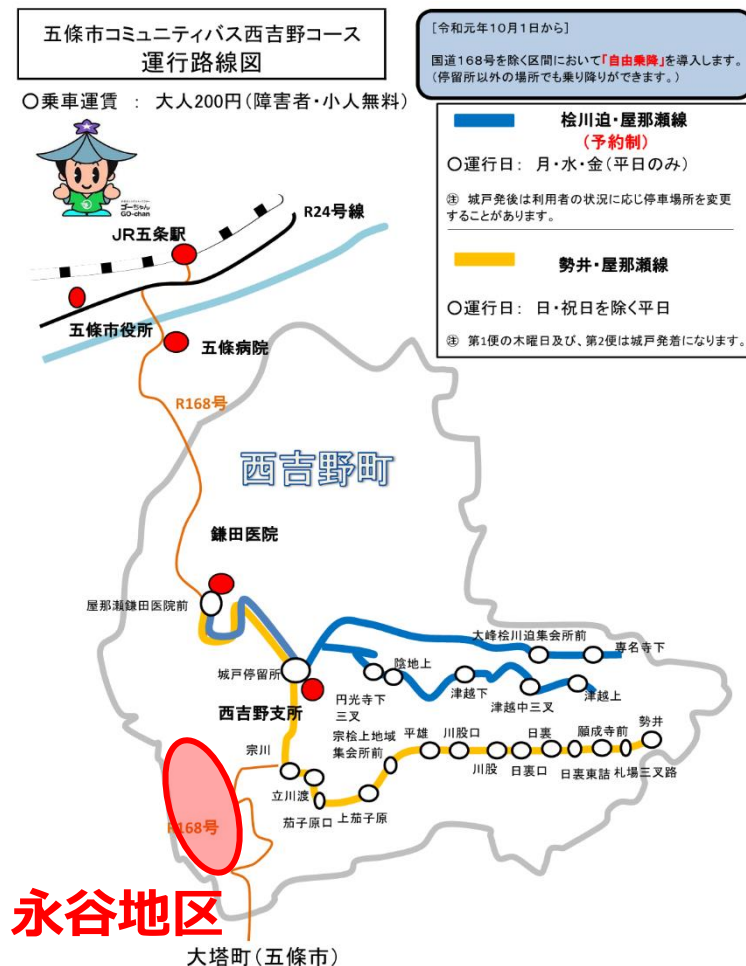 五條市コミュニティバス西吉野コース
運行路線図
[令和元年10月1日から]
国道168号を除く区間において「自由乗降」を導入します。
(停留所以外の場所でも乗り降りができます。)
〇乗車運賃 : 大人200円(障害者・小人無料)
ゴーちゃん
GO-chan
桧川迫・屋那瀬線
(予約制)
〇運行日: 月・水・金(平日のみ)
㊟ 城戸発後は利用者の状況に応じ停車場所を変更
することがあります。
勢井・屋那瀬線
〇運行日: 日・祝日を除く平日
㊟ 第1便の木曜日及び、第2便は城戸発着になります。
R24号線
JR五条駅
五條市役所
五條病院
R168号
西吉野町
鎌田医院
屋那瀬鎌田医院前
大峰桧川迫集会所前
専名寺下
城戸停留所
陰地上
円光寺下
三叉
津越下
津越中三叉
津越上
西吉野支所
宗川
宗桧上地域
集会所前
平雄
川股口
川股
日裏
日裏口
願成寺前
日裏東詰
勢井
札場三叉路
立川渡
茄子原口
上茄子原
R168号
永谷地区
大塔町(五條市)